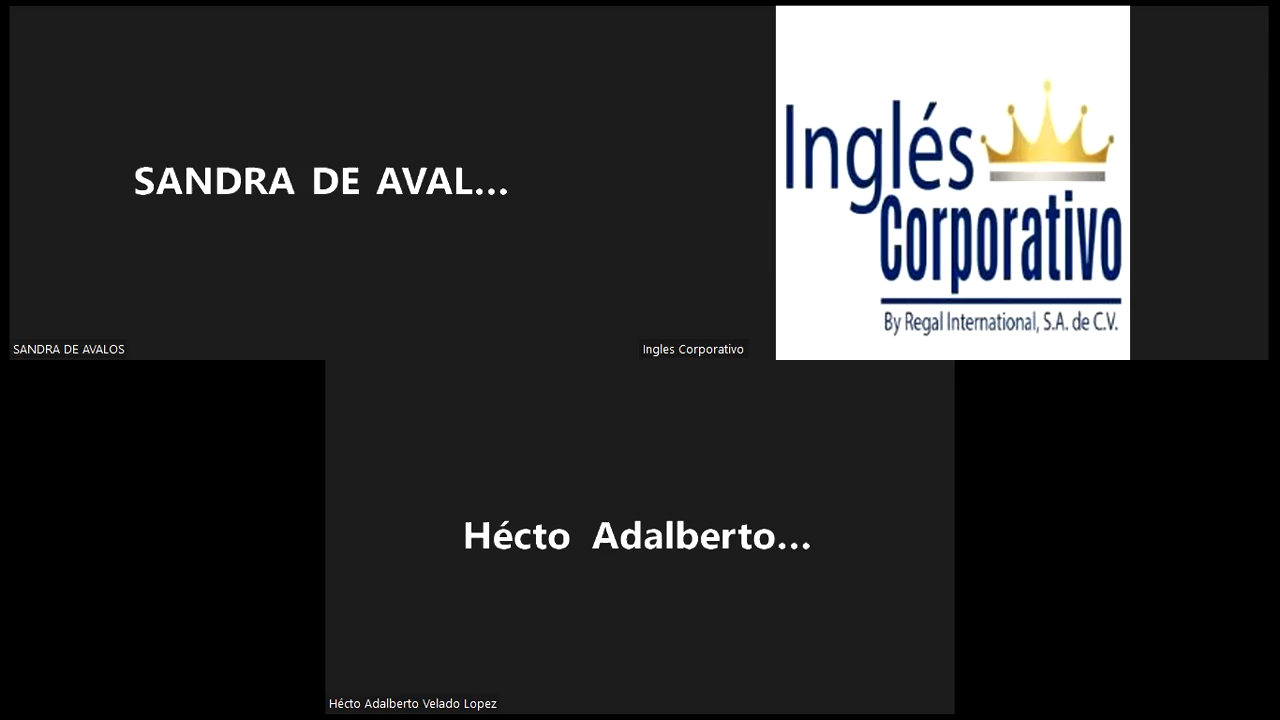 SANDRA DE AVAL...
SANDRA DE AVALOS
Inglés
Corporativo
By Regal International, S.A. de C.V.
Ingles Corporativo
Hécto Adalberto...
Hécto Adalberto Velado Lopez